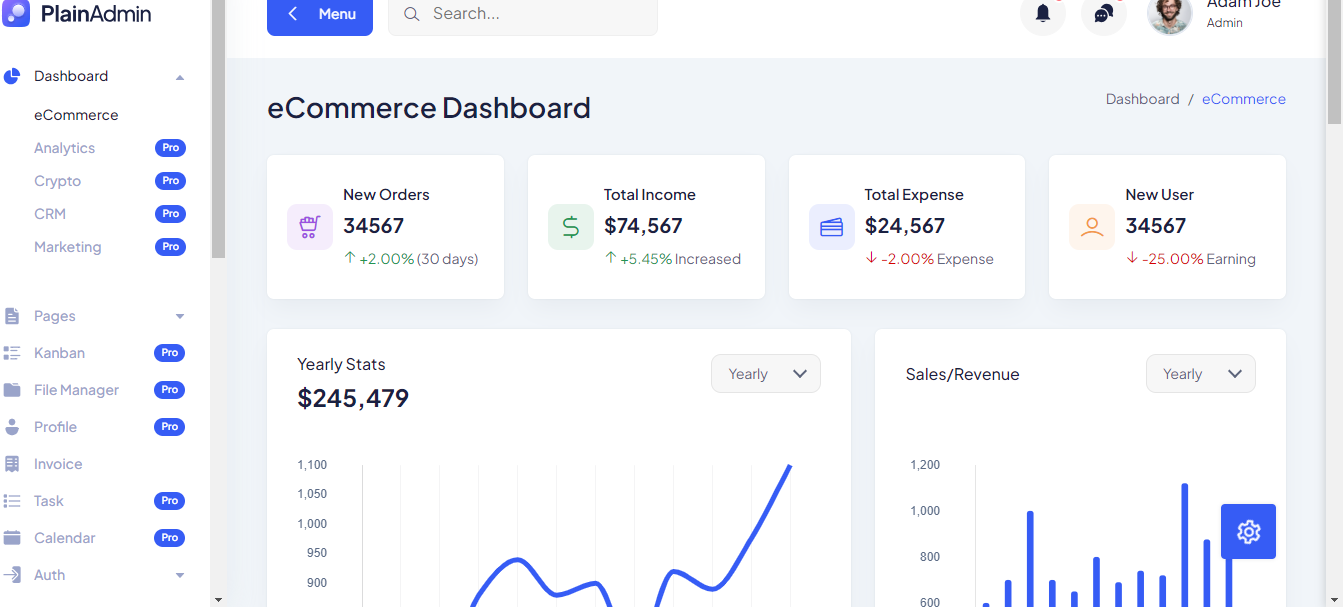 PlainAdmin
Dashboard
eCommerce
Analytics Pro
Crypto Pro
CRM Pro
Marketing Pro
Pages
Kanban Pro
File Manager Pro
Profile Pro
Invoice
Task Pro
Calendar Pro
Auth
Menu
Search...
Adam Joe
Admin
eCommerce Dashboard
Dashboard / eCommerce
New Orders
34567
+2.00% (30 days)
Total Income
$74,567
+5.45% Increased
Total Expense
$24,567
-2.00% Expense
New User
34567
-25.00% Earning
Yearly Stats
$245,479
Yearly
1,100
1,050
1,000
950
900
Sales/Revenue
Yearly
1,200
1,000
800
600